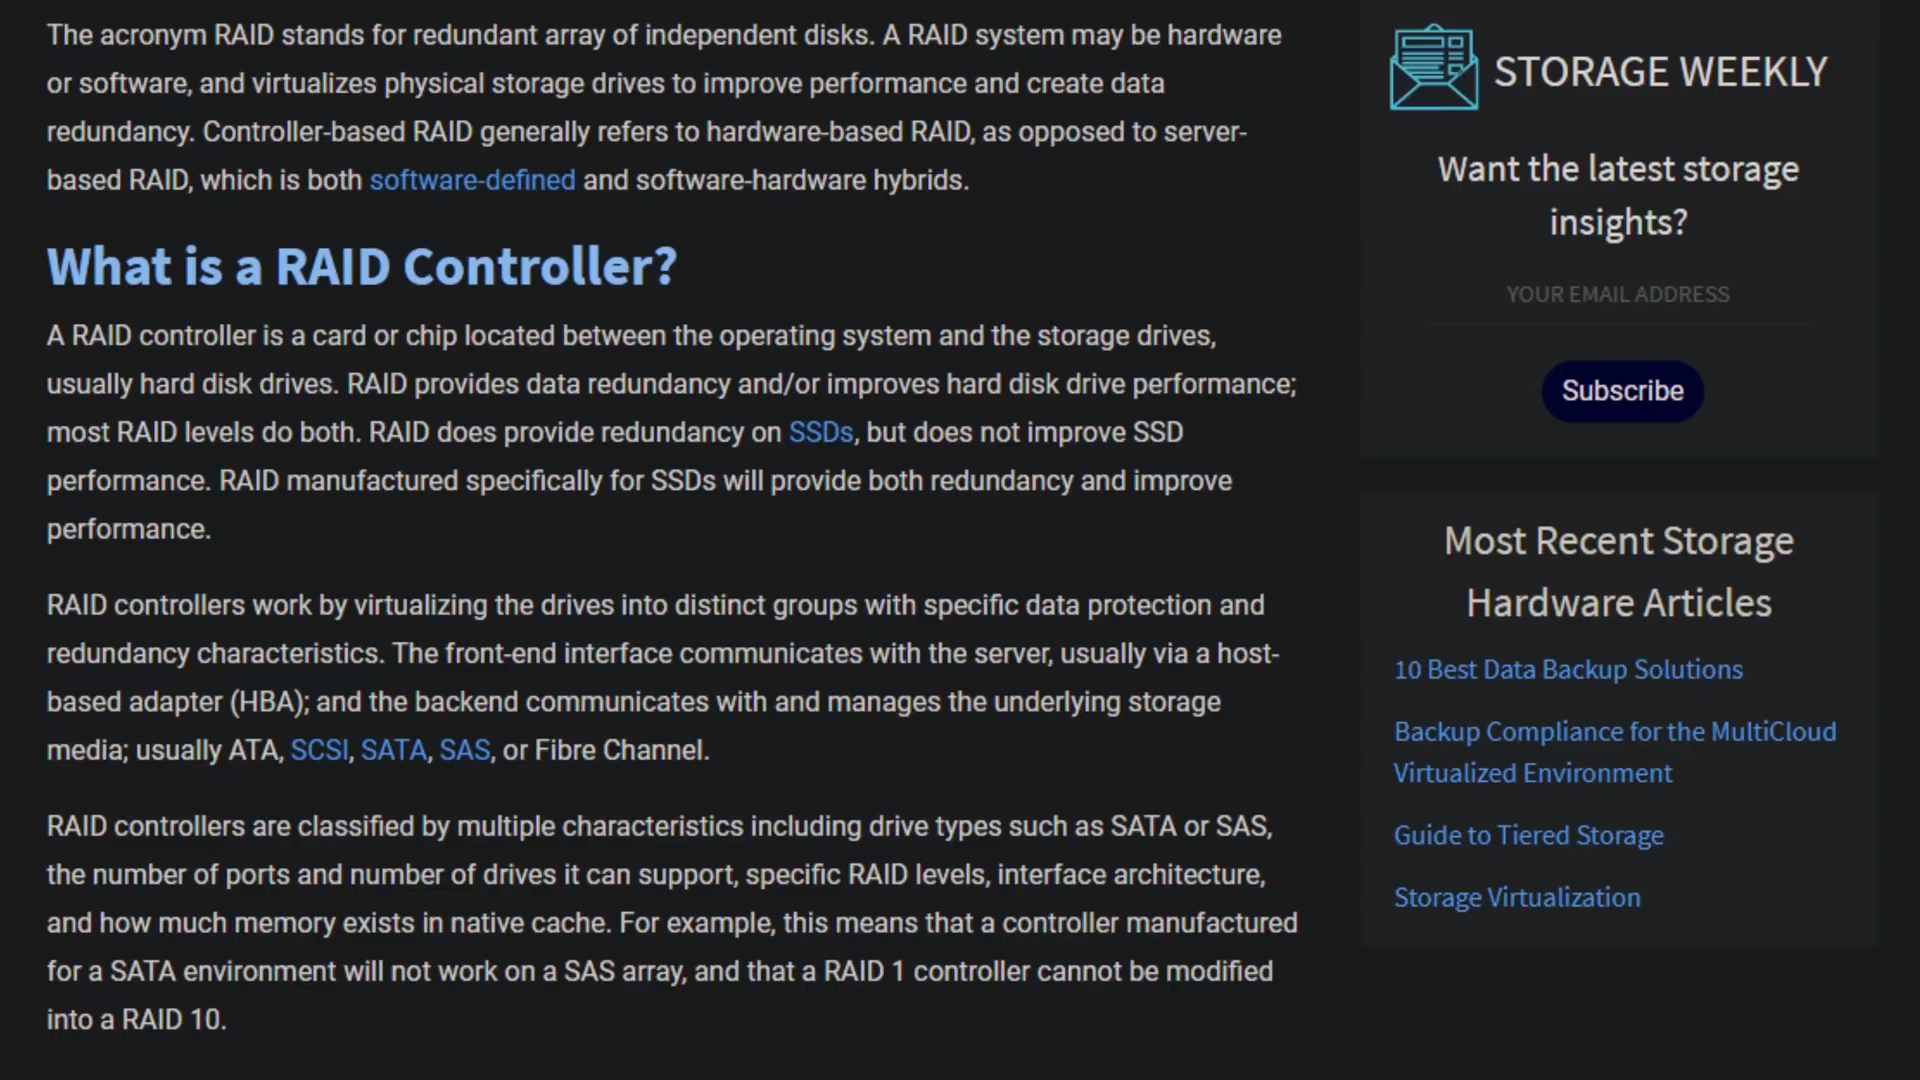 The acronym RAID stands for redundant array of independent disks. A RAID system may be hardware
or software, and virtualizes physical storage drives to improve performance and create data
redundancy. Controller-based RAID generally refers to hardware-based RAID, as opposed to server-
based RAID, which is both software-defined and software-hardware hybrids.
What is a RAID Controller?
A RAID controller is a card or chip located between the operating system and the storage drives,
usually hard disk drives. RAID provides data redundancy and/or improves hard disk drive performance;
most RAID levels do both. RAID does provide redundancy on SSDs, but does not improve SSD
performance. RAID manufactured specifically for SSDs will provide both redundancy and improve
performance.
RAID controllers work by virtualizing the drives into distinct groups with specific data protection and
redundancy characteristics. The front-end interface communicates with the server, usually via a host-
based adapter (HBA); and the backend communicates with and manages the underlying storage
media; usually ATA, SCSI, SATA, SAS, or Fibre Channel.
RAID controllers are classified by multiple characteristics including drive types such as SATA or SAS,
the number of ports and number of drives it can support, specific RAID levels, interface architecture,
and how much memory exists in native cache. For example, this means that a controller manufactured
for a SATA environment will not work on a SAS array, and that a RAID 1 controller cannot be modified
into a RAID 10.
STORAGE WEEKLY
Want the latest storage
insights?
YOUR EMAIL ADDRESS
Subscribe
Most Recent Storage
Hardware Articles
10 Best Data Backup Solutions
Backup Compliance for the MultiCloud
Virtualized Environment
Guide to Tiered Storage
Storage Virtualization